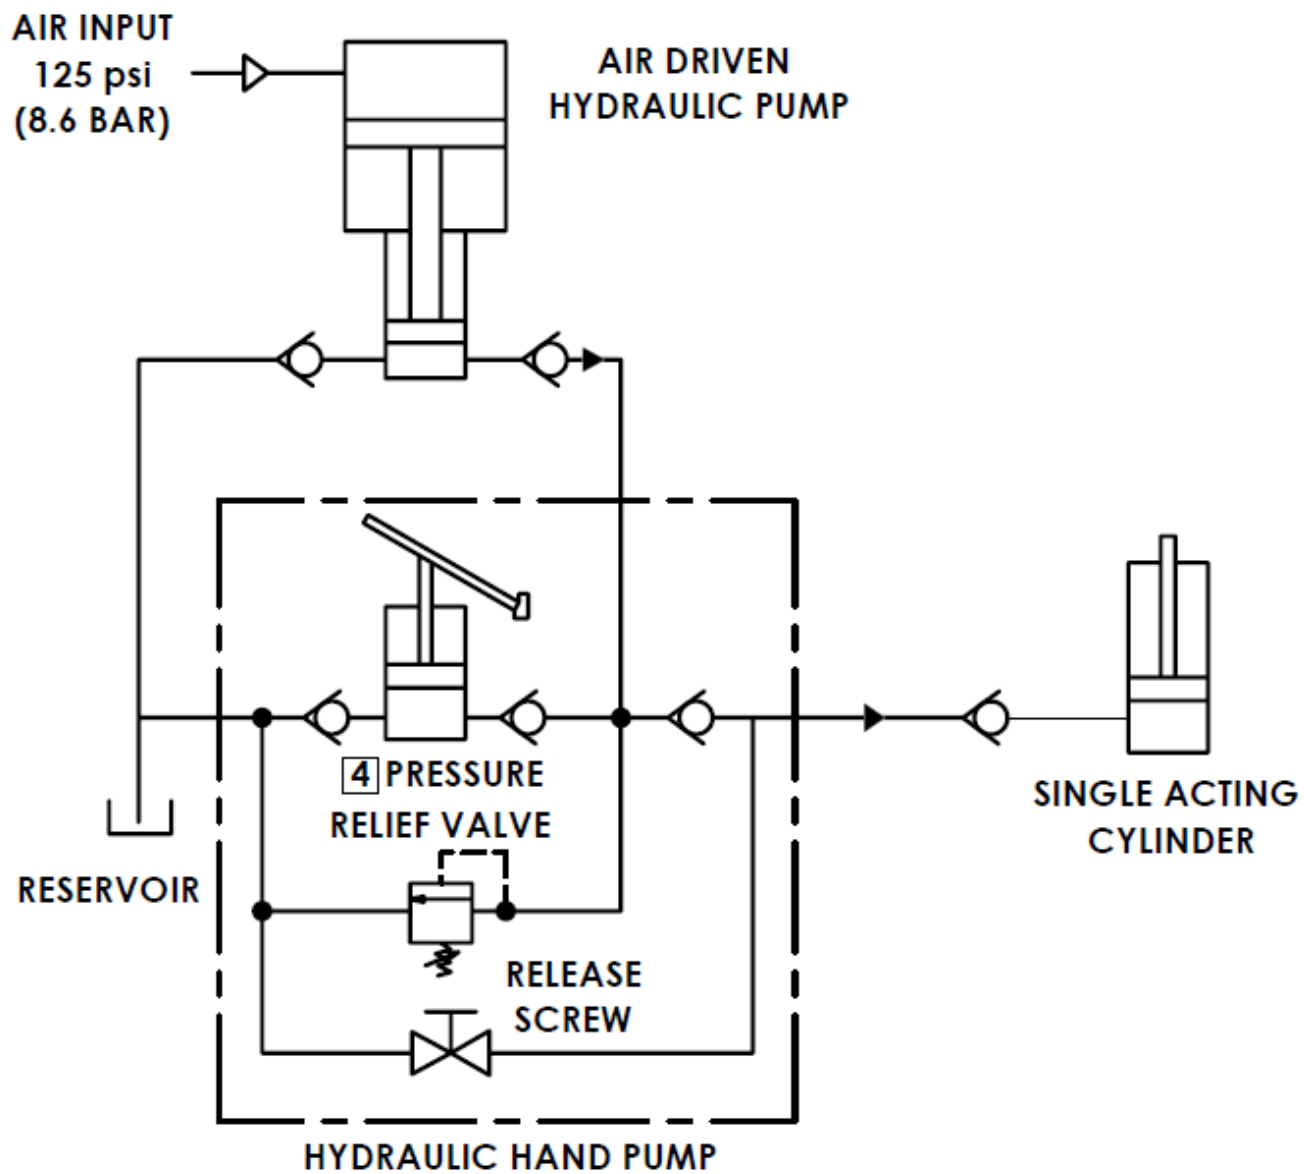 AIR INPUT
125 psi
(8.6 BAR)
AIR DRIVEN
HYDRAULIC PUMP
4 PRESSURE
RELIEF VALVE
RESERVOIR
RELEASE
SCREW
SINGLE ACTING
CYLINDER
HYDRAULIC HAND PUMP